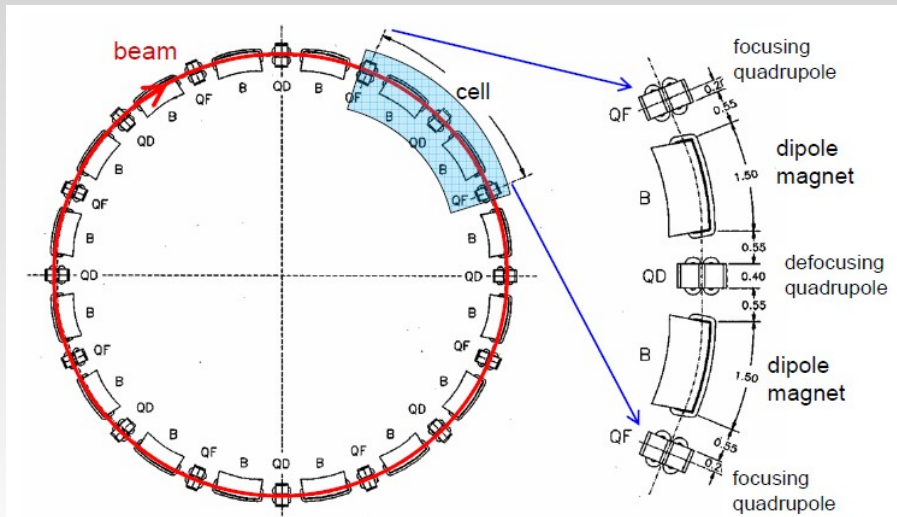 beam
B
QD
B
QF
QF
B
cell
B
QD
QD
B
B
QF
QF
B
B
QD
QD
B
B
QF
QF
B
B
QD
QD
B
B
QF
QF
B
QD
B
focusing
quadrupole
QF
0.55
dipole
magnet
1.50
B
0.55
QD
0.40
defocusing
quadrupole
0.55
B
1.50
dipole
magnet
QF
0.55
0.2
focusing
quadrupole